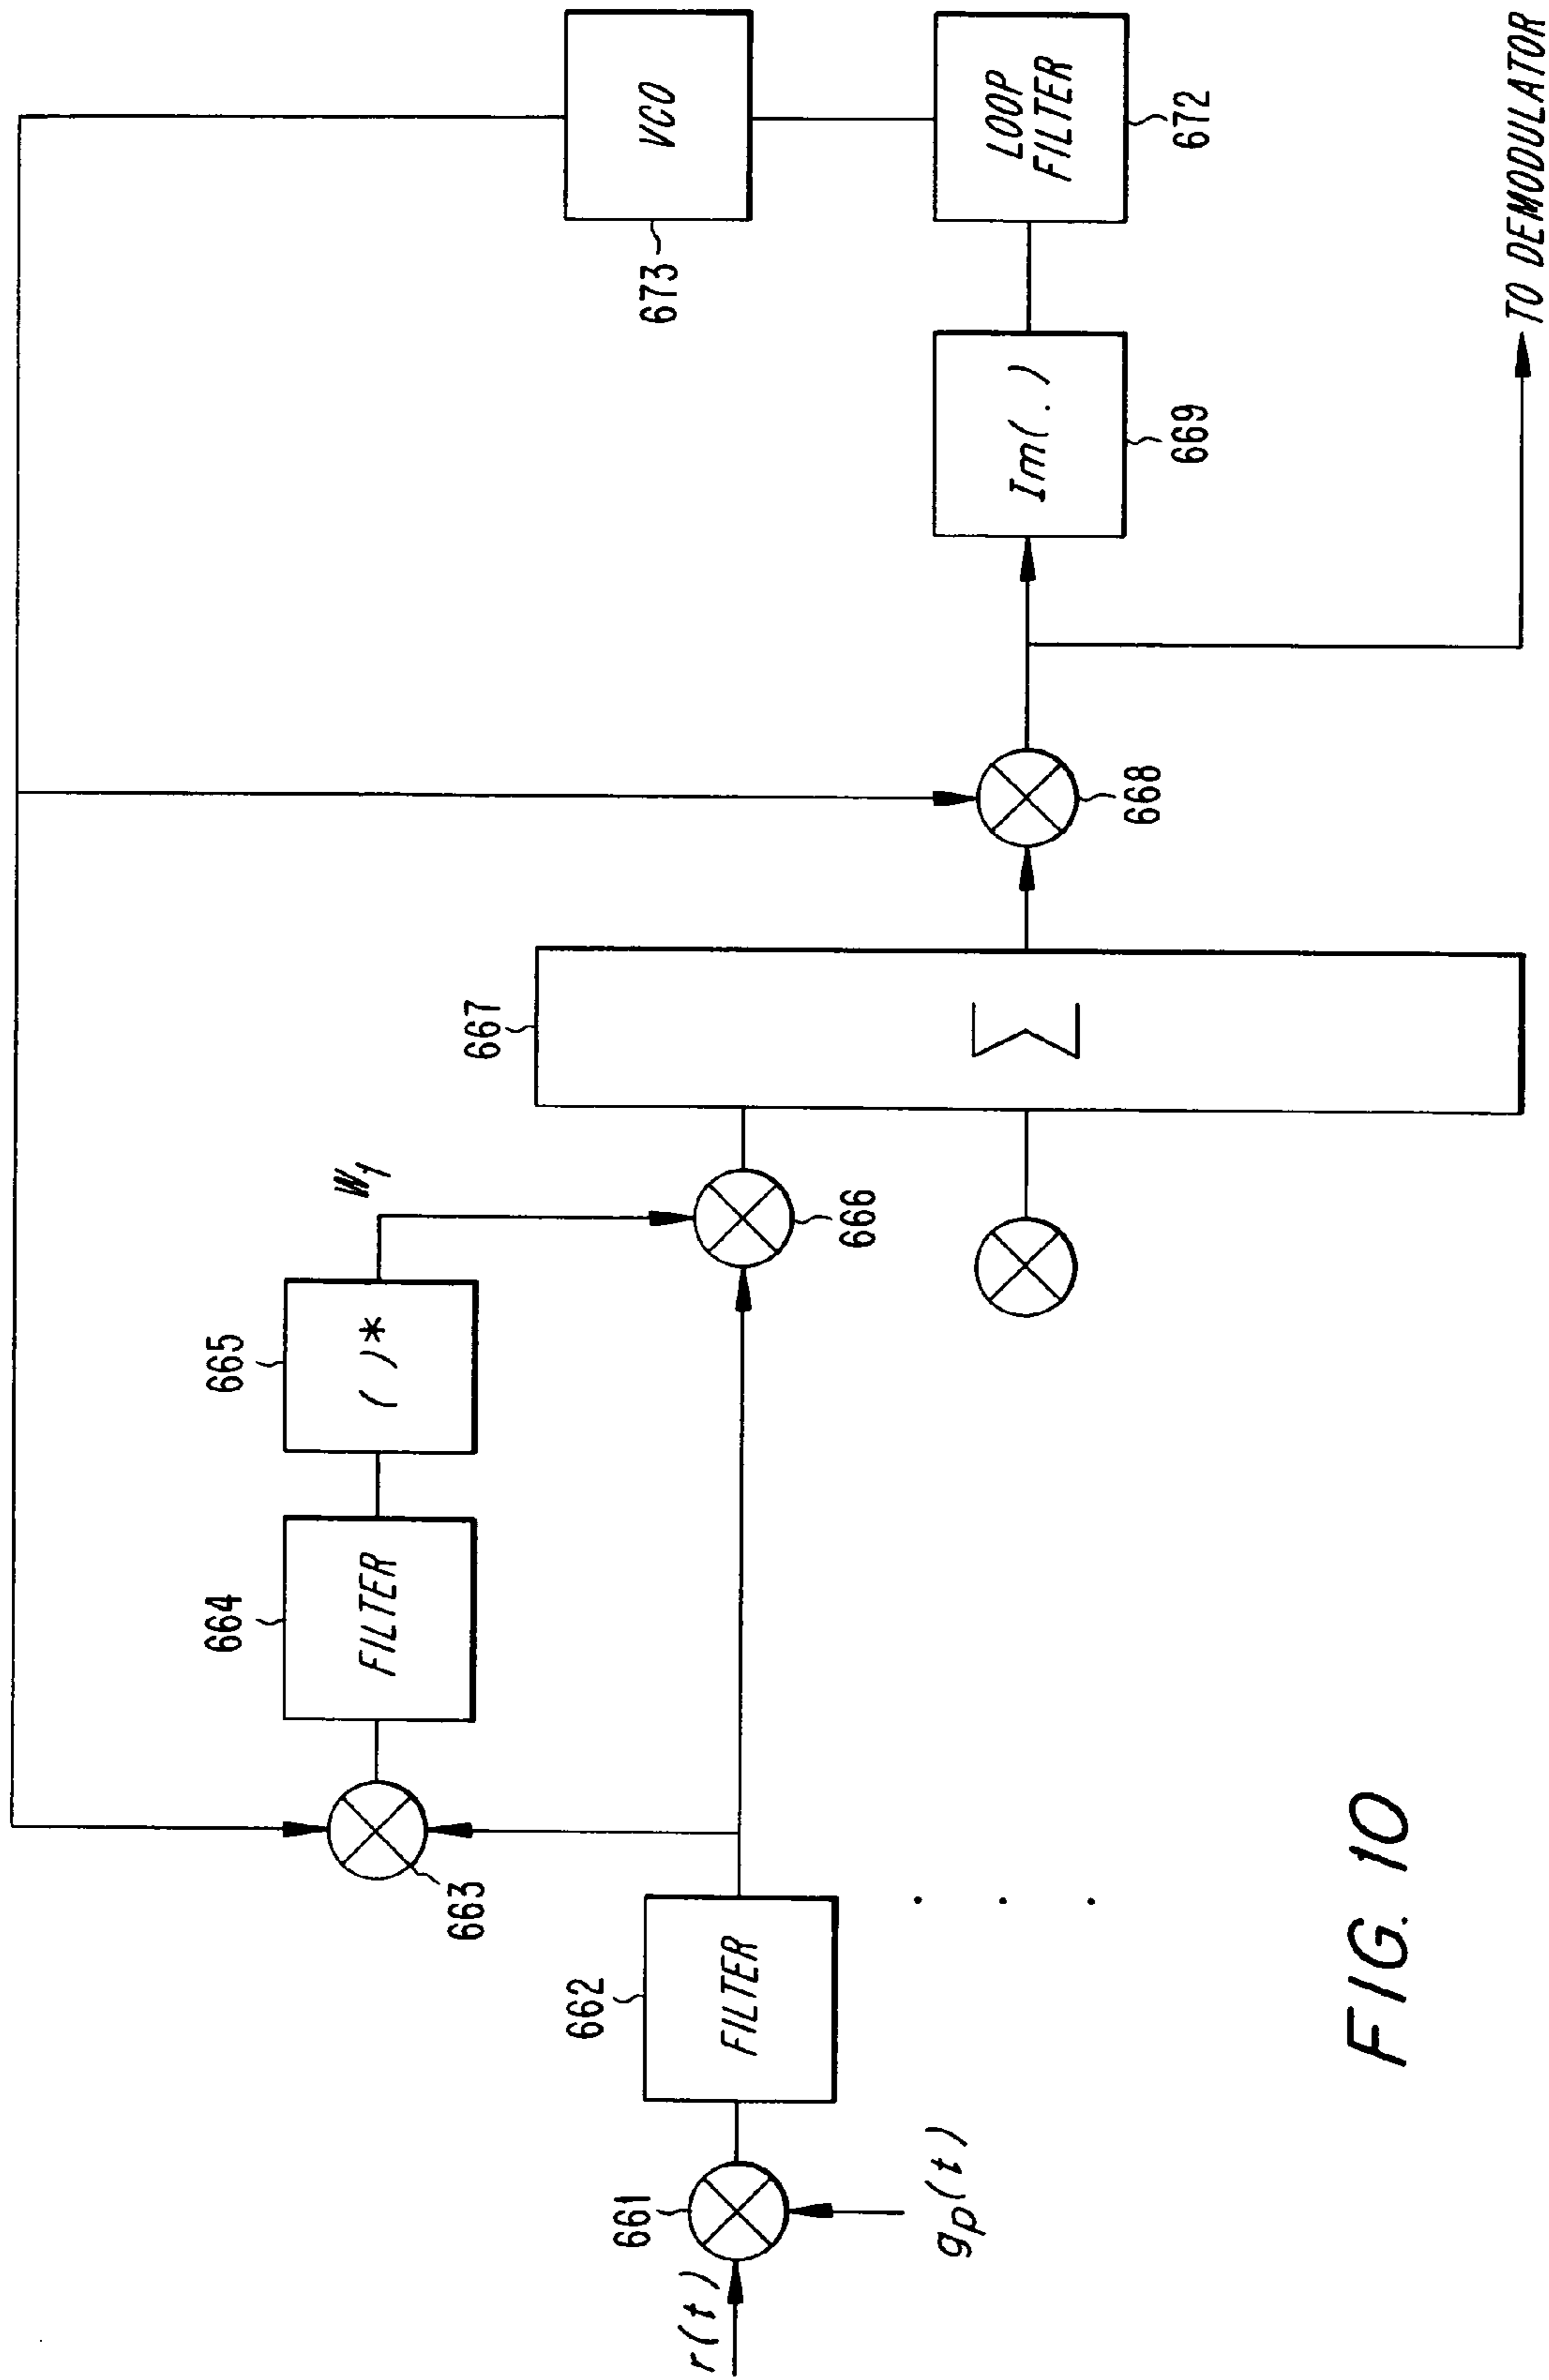 r(t)
661
g_p(t)
662
FILTER
663
664
FILTER
665
( )*
W₁
666
667
Σ
668
Im(.)
669
LOOP
FILTER
672
VCO
673
TO DEMODULATOR
FIG. 10